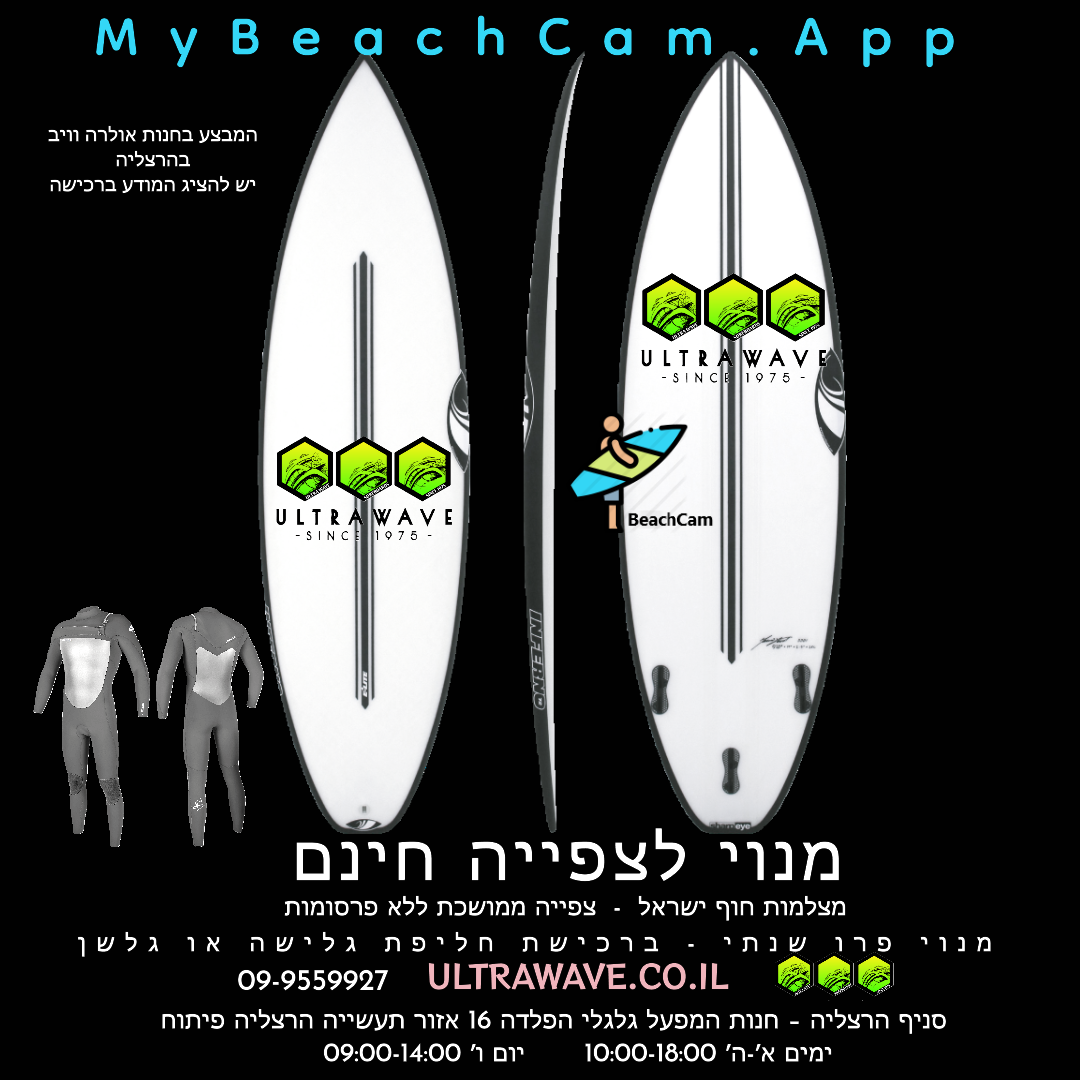 MyBeachCam.App
המבצע בחנות אולרה וויב
בהרצליה
יש להציג המודע ברכישה
ULTRAWAVE
-SINCE 1975-
ULTRAWAVE
-SINCE 1975-
BeachCam
INFERNO
E2LITE
מנוי לצפייה חינם
מצלמות חוף ישראל - צפייה ממושכת ללא פרסומות
מנוי פרו שנתי - ברכישת חליפת גלישה או גלשן
09-9559927 ULTRAWAVE.CO.IL
סניף הרצליה – חנות המפעל גלגלי הפלדה 16 אזור תעשייה הרצליה פיתוח
ימים א'-ה' 10:00-18:00 יום ו' 09:00-14:00